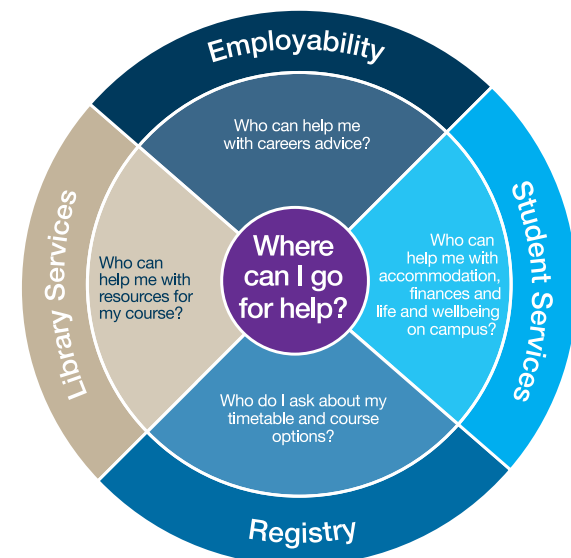 Employability
Who can help me
with careers advice?
Student Services
Who can
help me with
accommodation,
finances and
life and wellbeing
on campus?
Where
can I go
for help?
Library Services
Who can
help me with
resources for
my course?
Who do I ask about my
timetable and course
options?
Registry